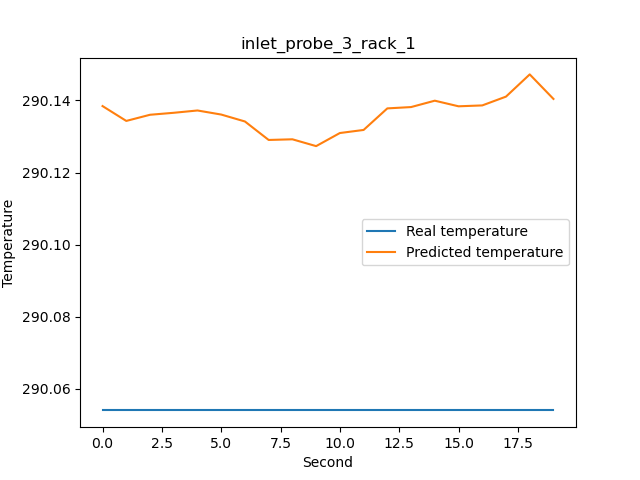 inlet_probe_3_rack_1
290.14
290.12
290.10
290.08
290.06
Temperature
Real temperature
Predicted temperature
0.0 2.5 5.0 7.5 10.0 12.5 15.0 17.5
Second